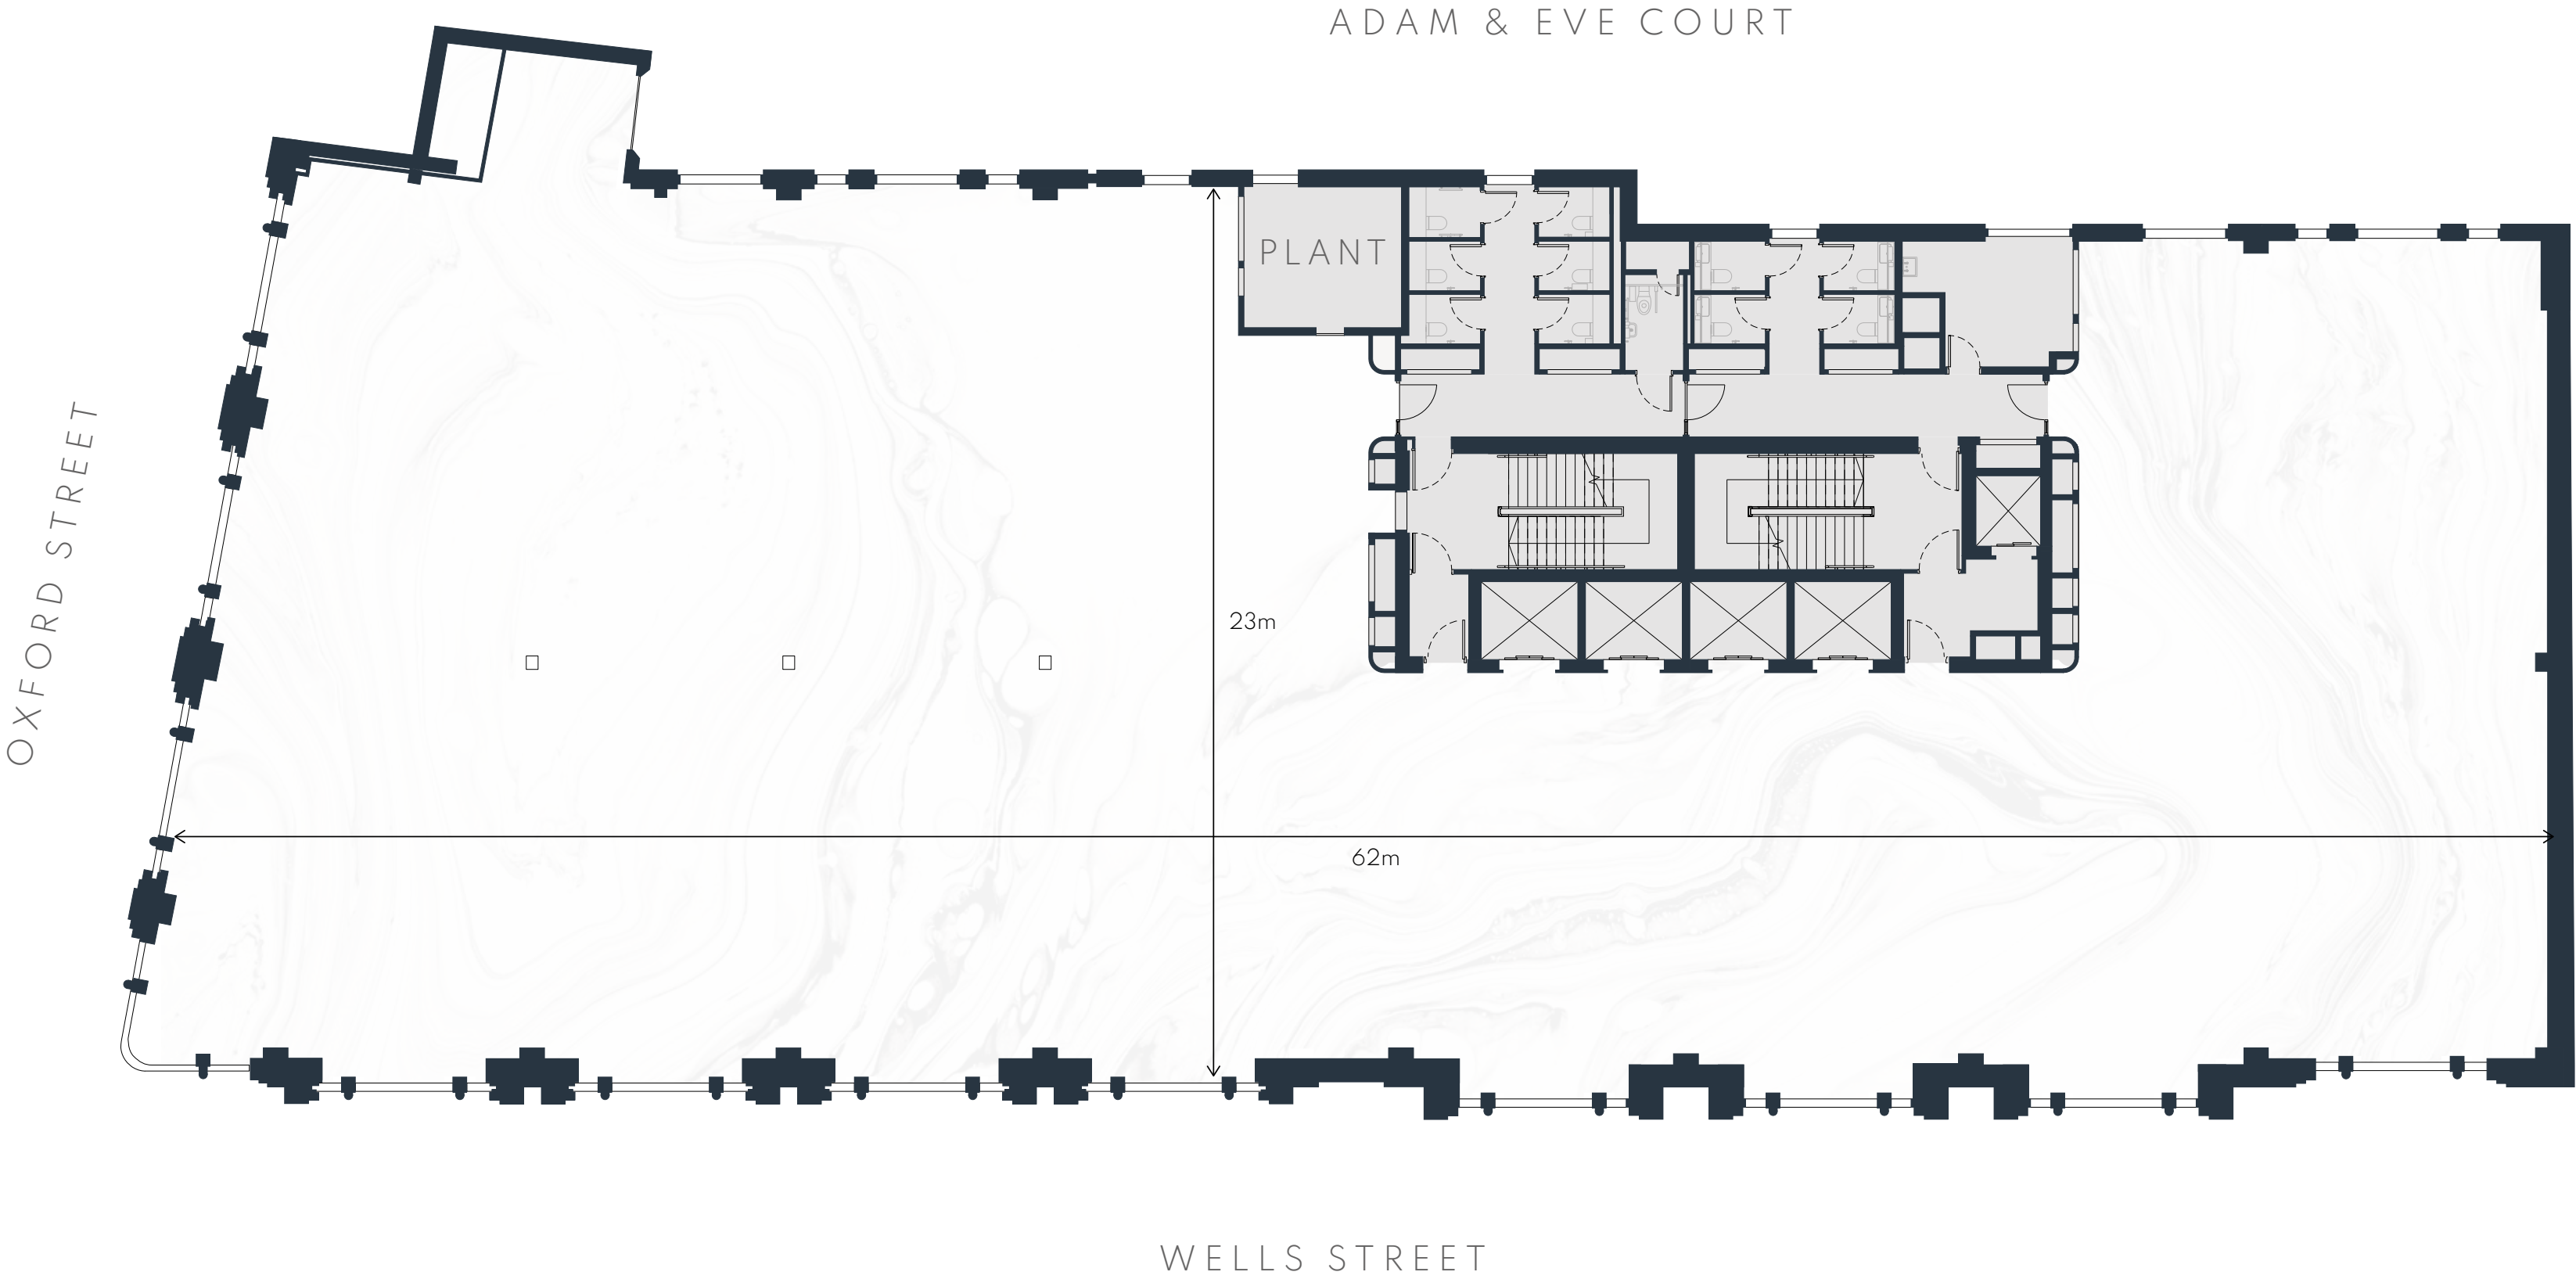 ADAM & EVE COURT
PLANT
OXFORD STREET
23m
62m
WELLS STREET